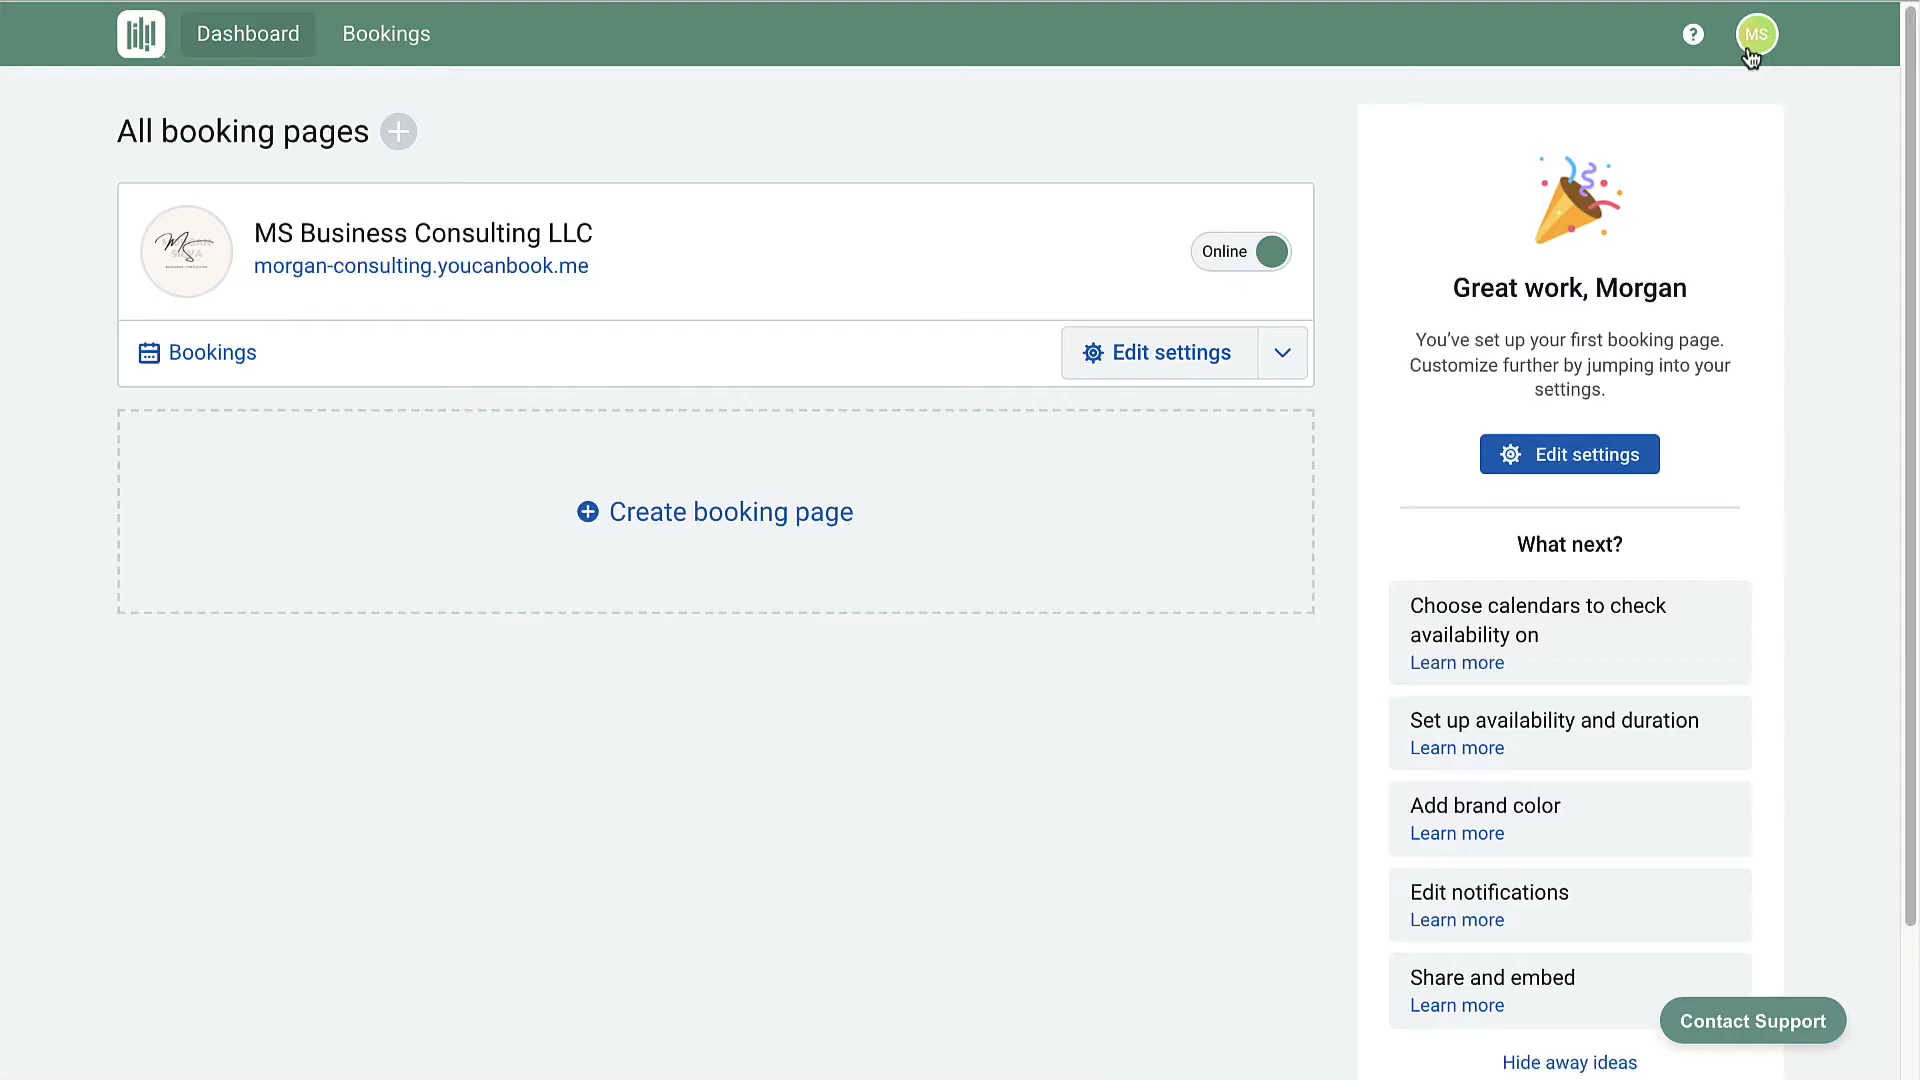 Dashboard
Bookings
?
MS
All booking pages
MS Business Consulting LLC
morgan-consulting.youcanbook.me
Online
Bookings
Edit settings
Create booking page
Great work, Morgan
You’ve set up your first booking page.
Customize further by jumping into your
settings.
Edit settings
What next?
Choose calendars to check
availability on
Learn more
Set up availability and duration
Learn more
Add brand color
Learn more
Edit notifications
Learn more
Share and embed
Learn more
Contact Support
Hide away ideas